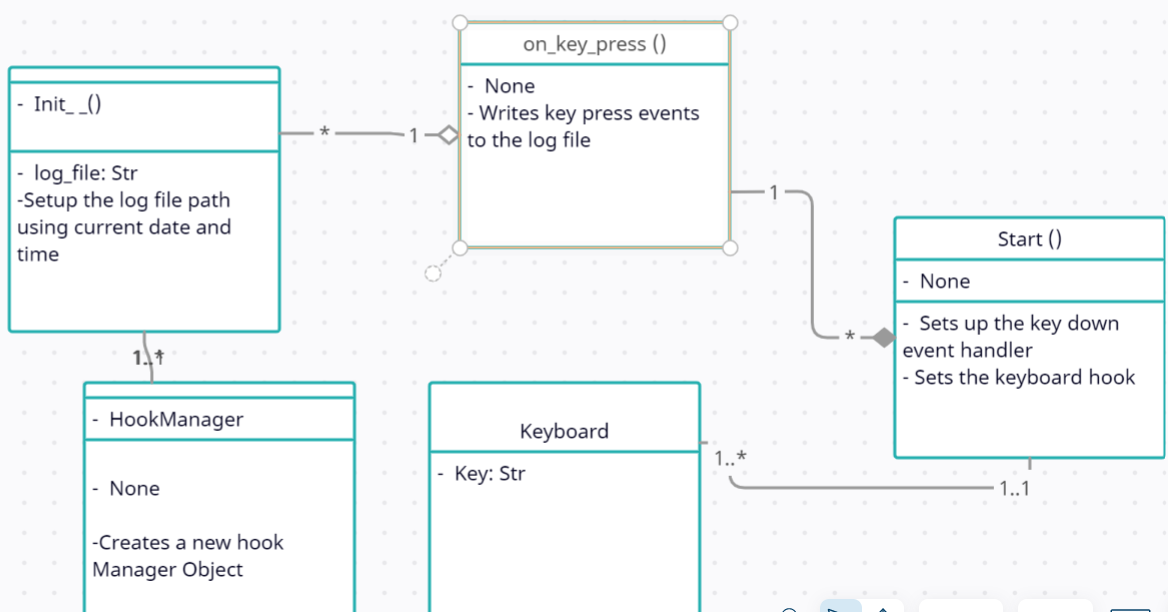 on_key_press ()
- None
- Writes key press events
to the log file
- Init_ _()
- log_file: Str
-Setup the log file path
using current date and
time
*
1
1
*
Start ()
- None
- Sets up the key down
event handler
- Sets the keyboard hook
- HookManager
- None
-Creates a new hook
Manager Object
Keyboard
- Key: Str
1..*
1..1